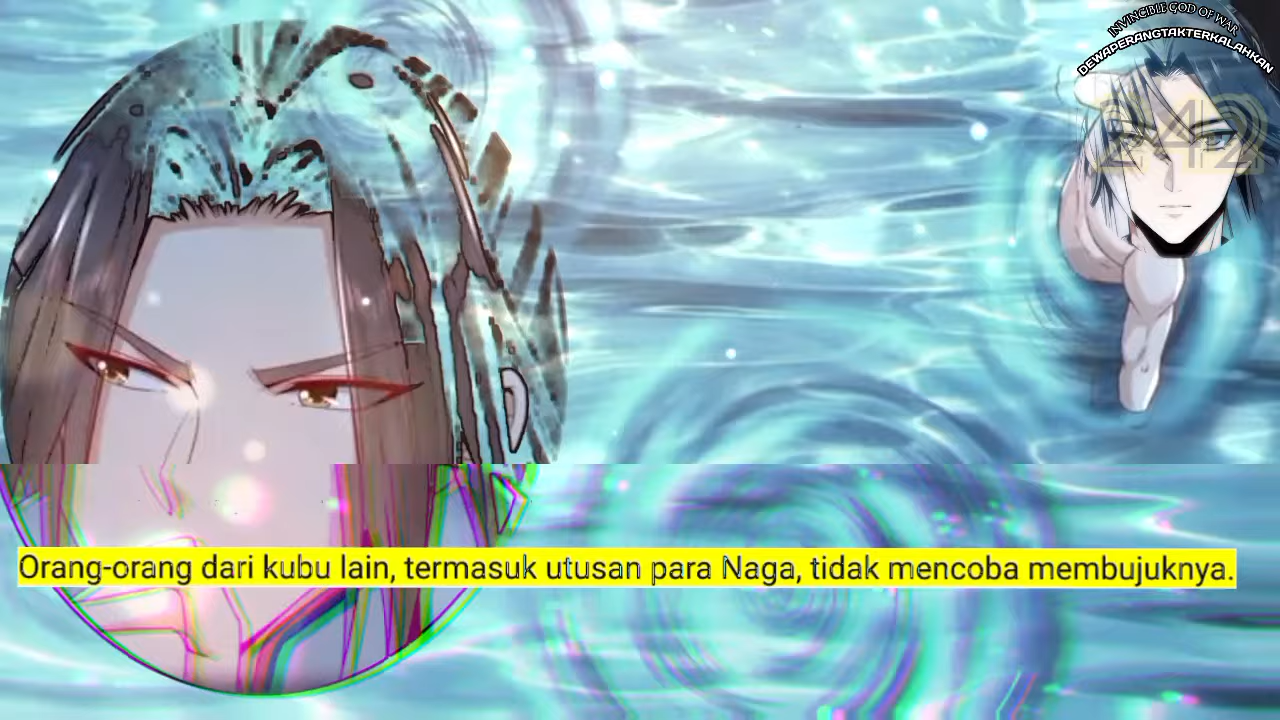 INVINCIBLE GOD OF WAR
DEWAPERANGTAKTERKALAHKAN
242
Orang-orang dari kubu lain, termasuk utusan para Naga, tidak mencoba membujuknya.